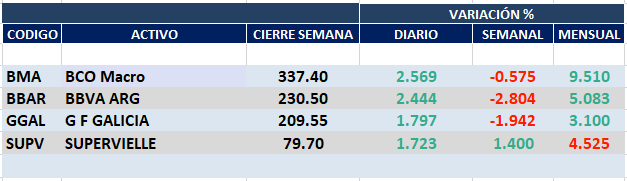 VARIACIÓN %
CODIGO ACTIVO CIERRE SEMANA DIARIO SEMANAL MENSUAL
BMA BCO Macro 337.40 2.569 -0.575 9.510
BBAR BBVA ARG 230.50 2.444 -2.804 5.083
GGAL G F GALICIA 209.55 1.797 -1.942 3.100
SUPV SUPERVIELLE 79.70 1.723 1.400 4.525